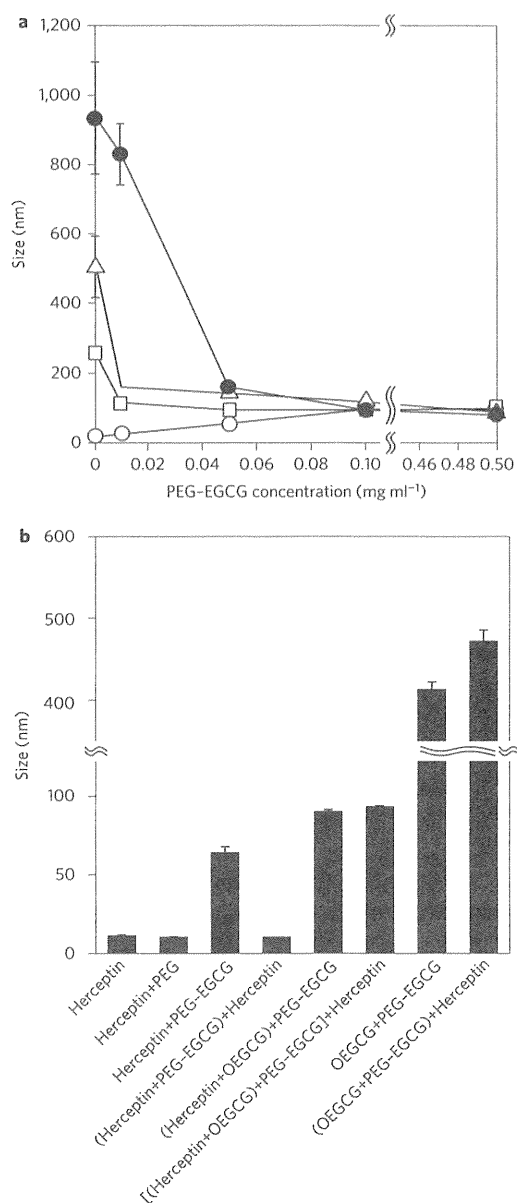 a
1,200
1,000
800
600
400
200
0
Size (nm)
0 0.02 0.04 0.06 0.08 0.10 0.46 0.48 0.50
PEG–EGCG concentration (mg ml⁻¹)
b
600
500
400
100
50
0
Size (nm)
Herceptin
Herceptin+PEG
Herceptin+PEG–EGCG
(Herceptin+PEG–EGCG)+Herceptin
(Herceptin+OEGCG)+PEG–EGCG
[(Herceptin+OEGCG)+PEG–EGCG]+Herceptin
OEGCG+PEG–EGCG
(OEGCG+PEG–EGCG)+Herceptin